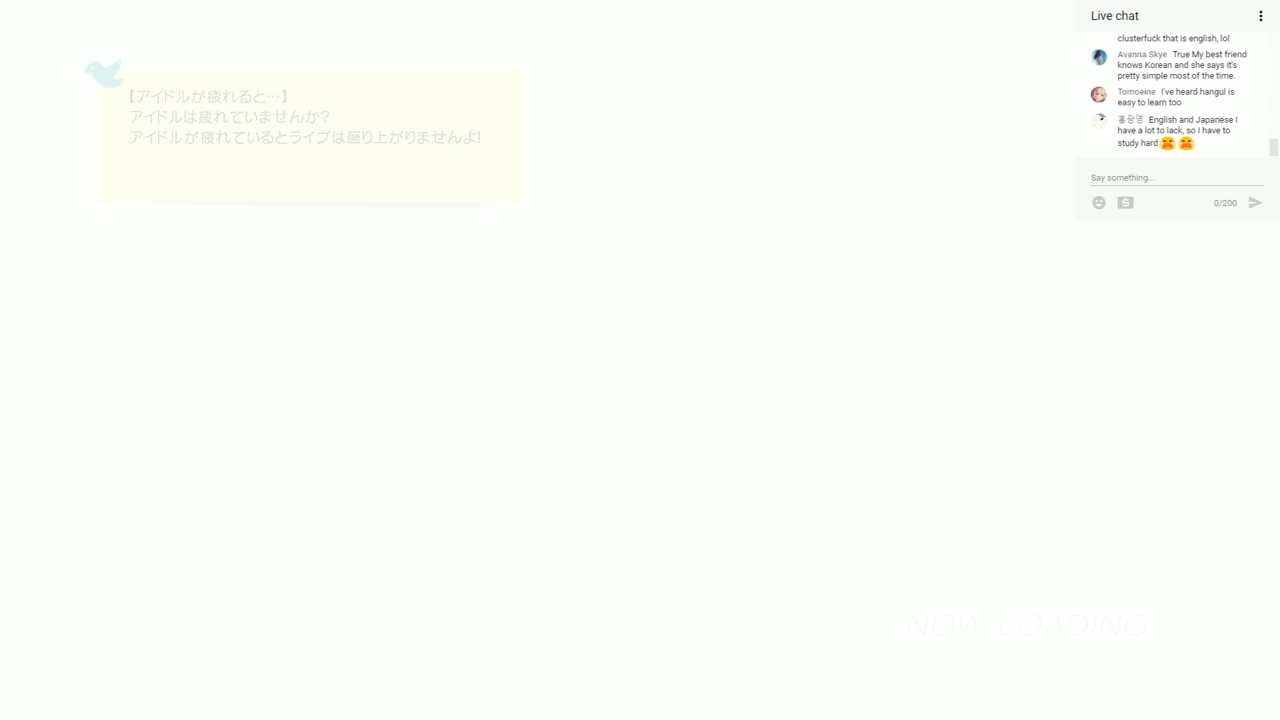 【アイドルが疲れると…】
アイドルは疲れていませんか？
アイドルが疲れているとライブは盛り上がりませんよ！
NOW LOADING
Live chat
clusterfuck that is english, lol
Avanna Skye True My best friend
knows Korean and she says it's
pretty simple most of the time.
Tomoeine I've heard hangul is
easy to learn too
홍광영 English and Japanese I
have a lot to lack, so I have to
study hard
Say something...
0/200